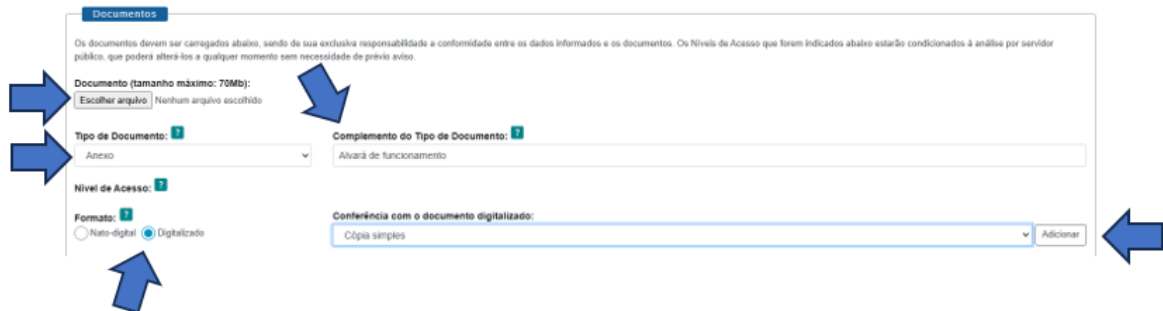 Documentos
Os documentos devem ser carregados abaixo, sendo de sua exclusiva responsabilidade a conformidade entre os dados informados e os documentos. Os Níveis de Acesso que forem indicados abaixo estarão condicionados à análise por servidor
público, que poderá alterá-los a qualquer momento sem necessidade de prévio aviso.
Documento (tamanho máximo: 70Mb):
Escolher arquivo Nenhum arquivo escolhido
Tipo de Documento: ? Complemento do Tipo de Documento: ?
Anexo Alvará de funcionamento
Nível de Acesso: ?
Formato: ? Conferência com o documento digitalizado:
Nato-digital Digitalizado Cópia simples Adicionar